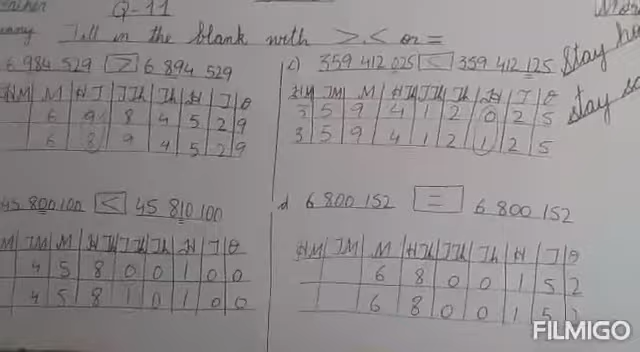 Q-11
Fill in the blank with >, < or =
6 984 529 > 6 894 529
M H T TTh Th H T O
6 9 8 4 5 2 9
6 8 9 4 5 2 9
c) 359 412 025 < 359 412 125
HM TM M HTh TTh Th H T O
3 5 9 4 1 2 0 2 5
3 5 9 4 1 2 1 2 5
Stay
Stay
45 800 100 < 45 810 100
M TM M HTh TTh Th H T O
4 5 8 0 0 1 0 0
4 5 8 1 0 1 0 0
d 6 800 152 = 6 800 152
HM TM M HTh TTh Th H T O
6 8 0 0 1 5 2
6 8 0 0 1 5
FILMIGO